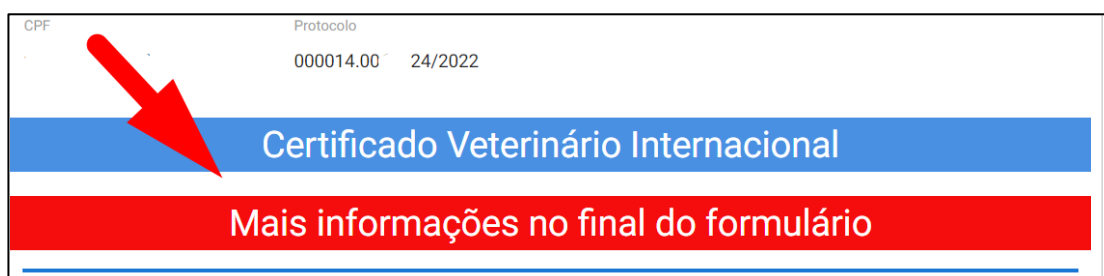 CPF Protocolo
000014.00 24/2022
Certificado Veterinário Internacional
Mais informações no final do formulário